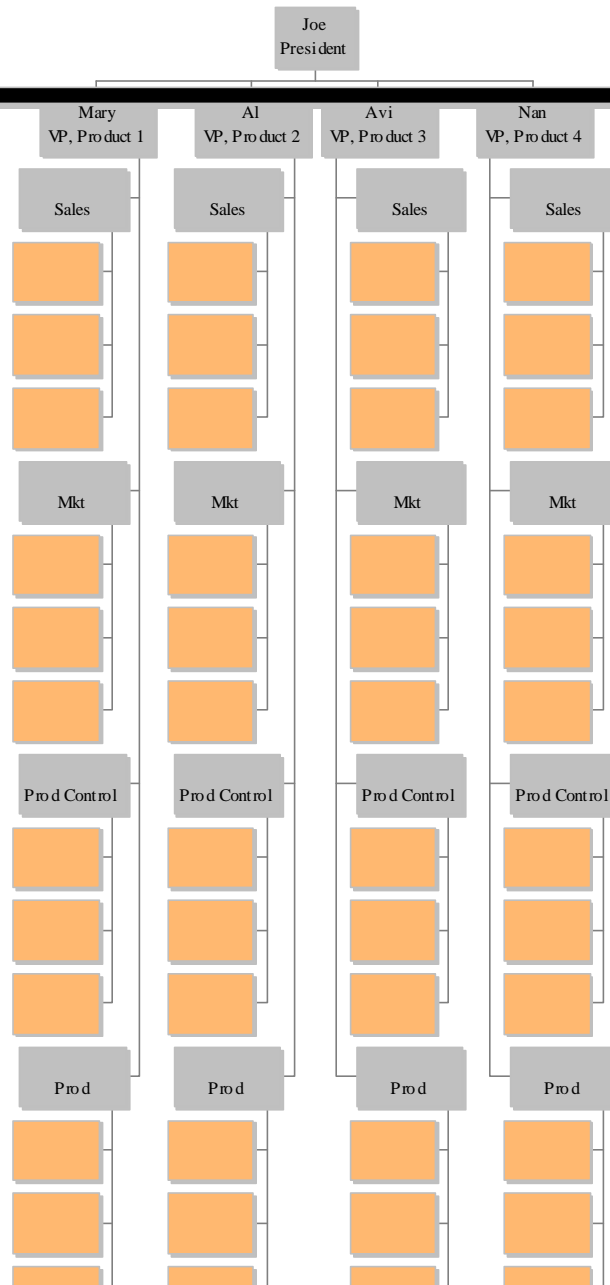 Joe
President
Mary
VP, Product 1
Al
VP, Product 2
Avi
VP, Product 3
Nan
VP, Product 4
Sales
Sales
Sales
Sales
Mkt
Mkt
Mkt
Mkt
Prod Control
Prod Control
Prod Control
Prod Control
Prod
Prod
Prod
Prod